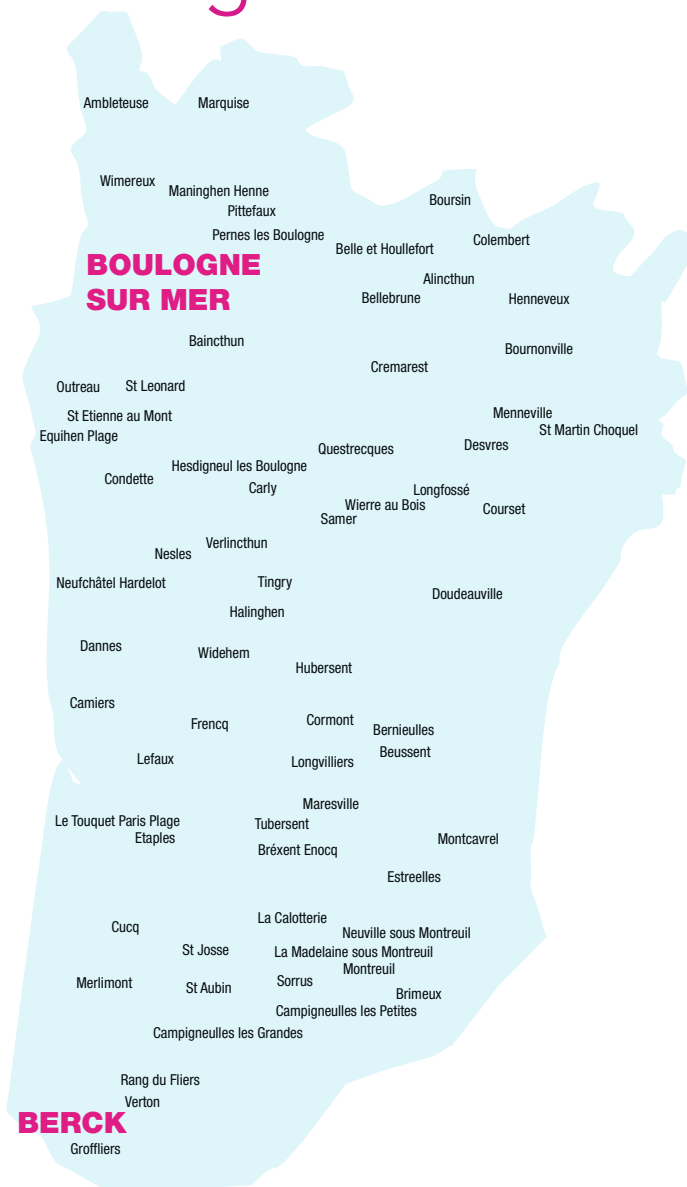 g
Ambleteuse
Marquise
Wimereux
Maninghen Henne
Pittefaux
Boursin
Pernes les Boulogne
Colembert
Belle et Houllefort
BOULOGNE
SUR MER
Alincthun
Bellebrune
Henneveux
Baincthun
Bournonville
Cremarest
Outreau
St Leonard
St Etienne au Mont
Menneville
Equihen Plage
St Martin Choquel
Questrecques
Desvres
Hesdigneul les Boulogne
Condette
Carly
Longfossé
Wierre au Bois
Courset
Samer
Verlincthun
Nesles
Neufchâtel Hardelot
Tingry
Doudeauville
Halinghen
Dannes
Widehem
Hubersent
Camiers
Frencq
Cormont
Bernieulles
Beussent
Lefaux
Longvilliers
Maresville
Le Touquet Paris Plage
Tubersent
Etaples
Montcavrel
Bréxent Enocq
Estreelles
La Calotterie
Cucq
Neuville sous Montreuil
St Josse
La Madelaine sous Montreuil
Montreuil
Merlimont
St Aubin
Sorrus
Brimeux
Campigneulles les Petites
Campigneulles les Grandes
Rang du Fliers
Verton
BERCK
Groffliers